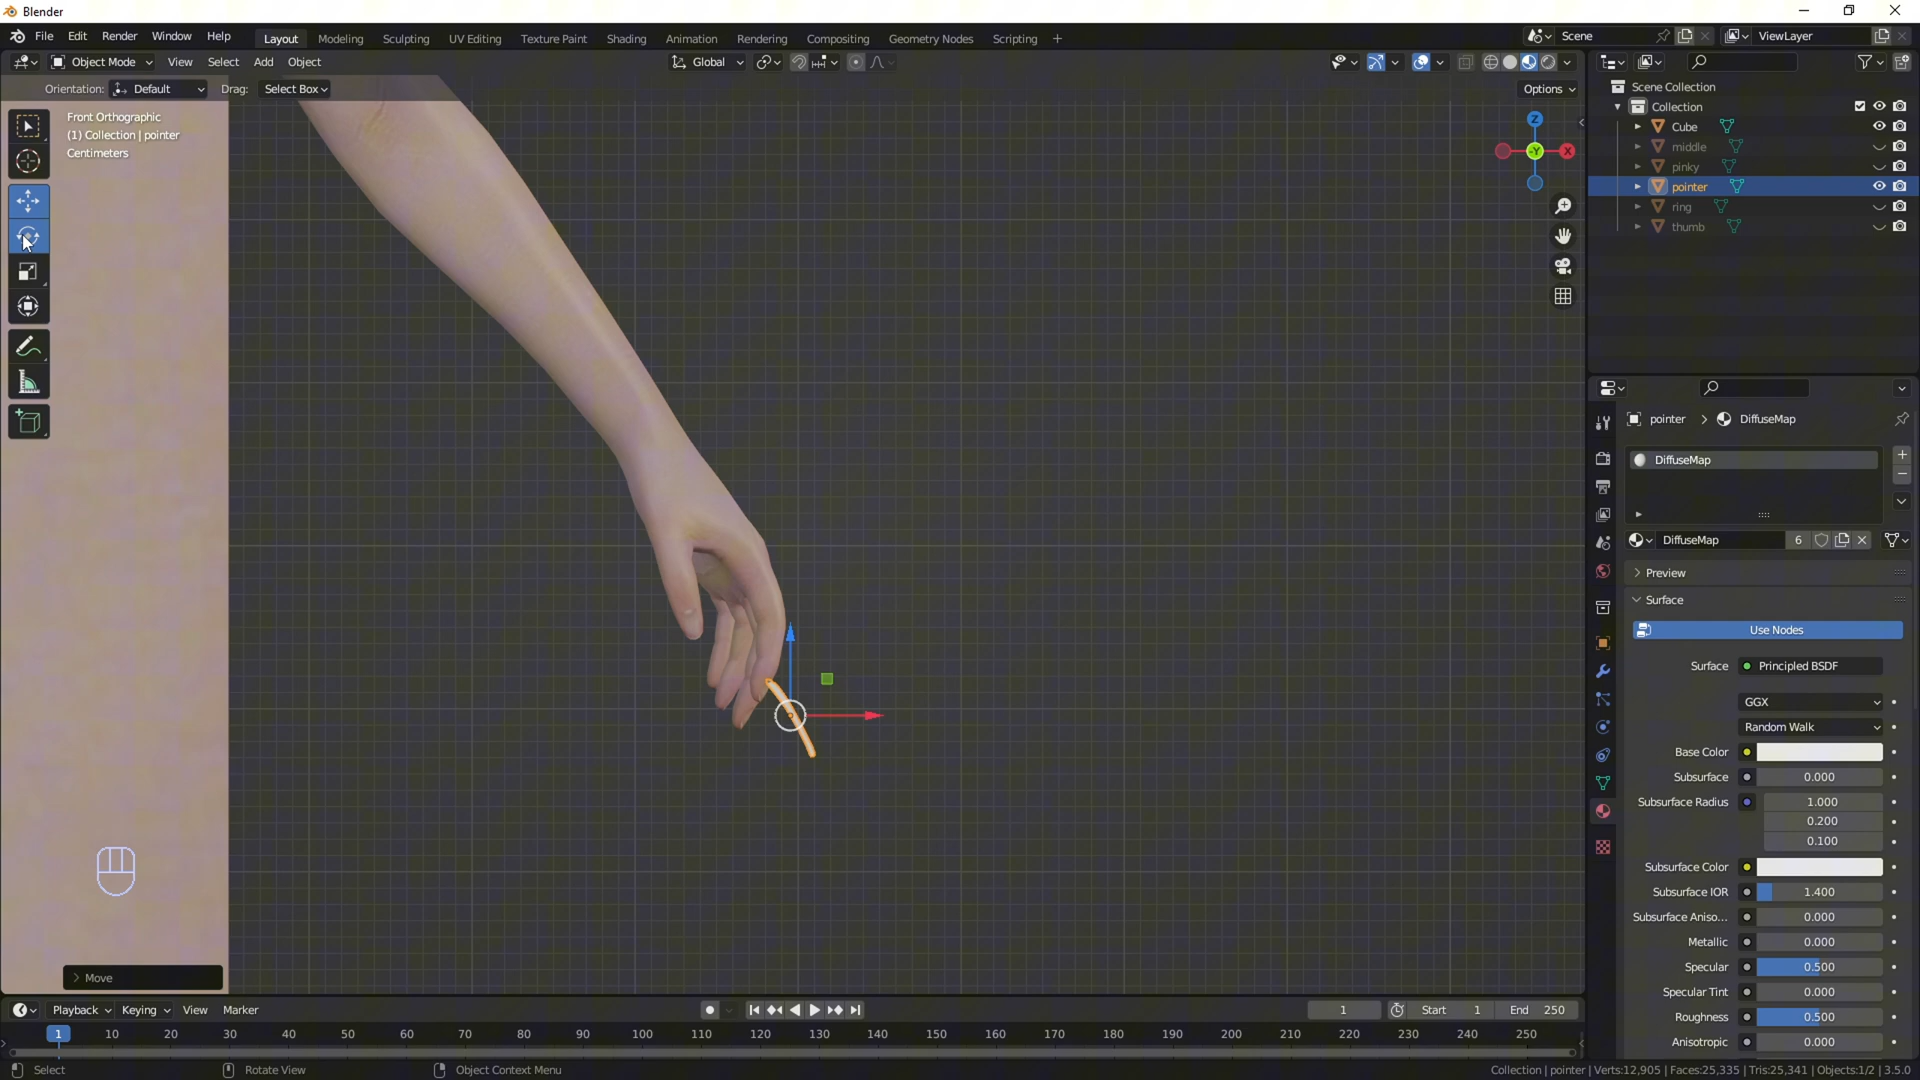 Blender
File Edit Render Window Help
Layout Modeling Sculpting UV Editing Texture Paint Shading Animation Rendering Compositing Geometry Nodes Scripting +
Scene
ViewLayer
Object Mode View Select Add Object
Global
Orientation: Default Drag: Select Box
Options
Front Orthographic
(1) Collection | pointer
Centimeters
Z
-Y
X
Scene Collection
Collection
Cube
middle
pinky
pointer
ring
thumb
pointer > DiffuseMap
DiffuseMap
DiffuseMap 6
Preview
Surface
Use Nodes
Surface Principled BSDF
GGX
Random Walk
Base Color
Subsurface 0.000
Subsurface Radius 1.000
0.200
0.100
Subsurface Color
Subsurface IOR 1.400
Subsurface Aniso... 0.000
Metallic 0.000
Specular 0.500
Specular Tint 0.000
Roughness 0.500
Anisotropic 0.000
> Move
Playback Keying View Marker
1 Start 1 End 250
1 10 20 30 40 50 60 70 80 90 100 110 120 130 140 150 160 170 180 190 200 210 220 230 240 250
Select Rotate View Object Context Menu
Collection | pointer | Verts:12,905 | Faces:25,335 | Tris:25,341 | Objects:1/2 | 3.5.0